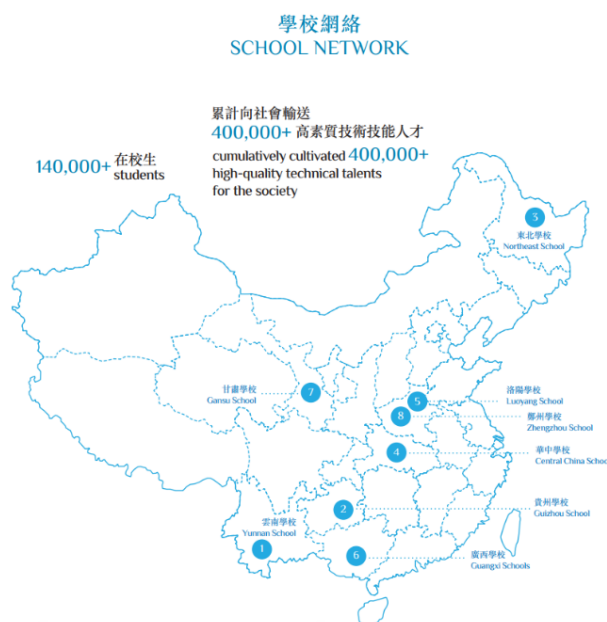 學校網絡
SCHOOL NETWORK
累計向社會輸送
400,000+ 高素質技術技能人才
cumulatively cultivated 400,000+
high-quality technical talents
for the society
140,000+ 在校生
students
3
東北學校
Northeast School
甘肅學校
Gansu School
7
5
洛陽學校
Luoyang School
8
鄭州學校
Zhengzhou School
4
華中學校
Central China School
2
貴州學校
Guizhou School
雲南學校
Yunnan School
1
6
廣西學校
Guangxi Schools